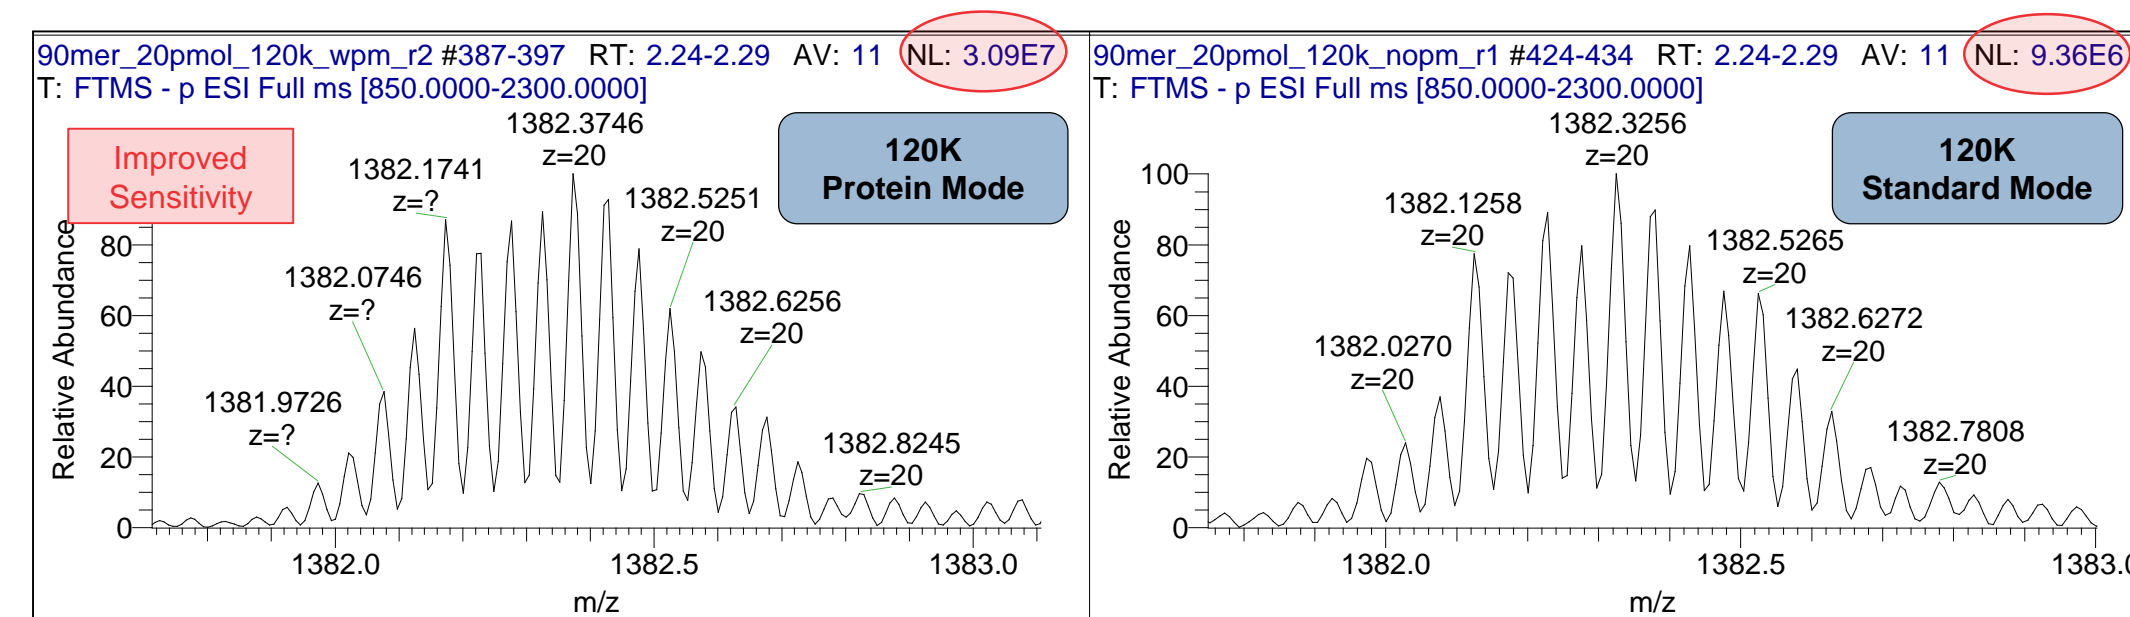 90mer_20pmol_120k_wpm_r2 #387-397 RT: 2.24-2.29 AV: 11 NL: 3.09E7
T: FTMS - p ESI Full ms [850.0000-2300.0000]
Improved
Sensitivity
120K
Protein Mode
1382.3746
z=20
1382.1741
z=?
1382.5251
z=20
1382.0746
z=?
1382.6256
z=20
1381.9726
z=?
1382.8245
z=20
Relative Abundance
80
60
40
20
0
1382.0
1382.5
1383.0
m/z
90mer_20pmol_120k_nopm_r1 #424-434 RT: 2.24-2.29 AV: 11 NL: 9.36E6
T: FTMS - p ESI Full ms [850.0000-2300.0000]
120K
Standard Mode
1382.3256
z=20
1382.1258
z=20
1382.5265
z=20
1382.0270
z=20
1382.6272
z=20
1382.7808
z=20
Relative Abundance
100
80
60
40
20
0
1382.0
1382.5
1383.0
m/z